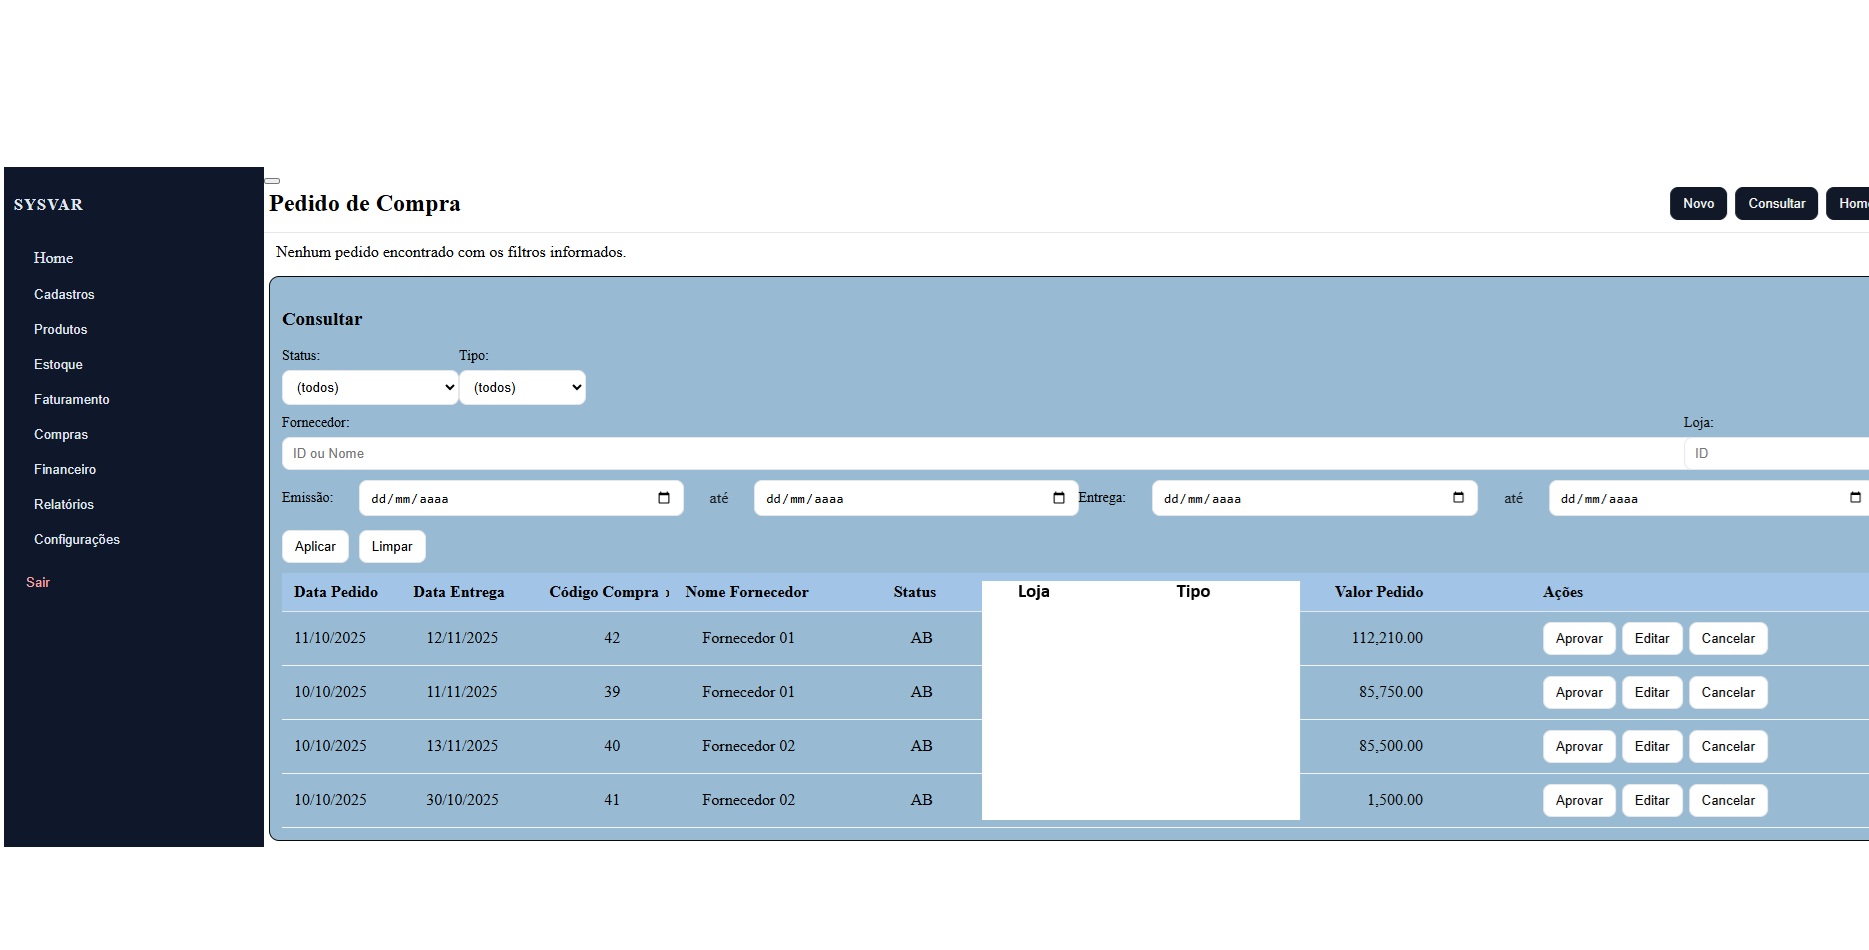 SYSVAR
Home
Cadastros
Produtos
Estoque
Faturamento
Compras
Financeiro
Relatórios
Configurações
Sair
Pedido de Compra
Novo Consultar Home
Nenhum pedido encontrado com os filtros informados.
Consultar
Status: Tipo:
(todos) (todos)
Fornecedor: Loja:
ID ou Nome ID
Emissão: dd/mm/aaaa até dd/mm/aaaa Entrega: dd/mm/aaaa até dd/mm/aaaa
Aplicar Limpar
Data Pedido Data Entrega Código Compra Nome Fornecedor Status Loja Tipo Valor Pedido Ações
11/10/2025 12/11/2025 42 Fornecedor 01 AB 112,210.00 Aprovar Editar Cancelar
10/10/2025 11/11/2025 39 Fornecedor 01 AB 85,750.00 Aprovar Editar Cancelar
10/10/2025 13/11/2025 40 Fornecedor 02 AB 85,500.00 Aprovar Editar Cancelar
10/10/2025 30/10/2025 41 Fornecedor 02 AB 1,500.00 Aprovar Editar Cancelar